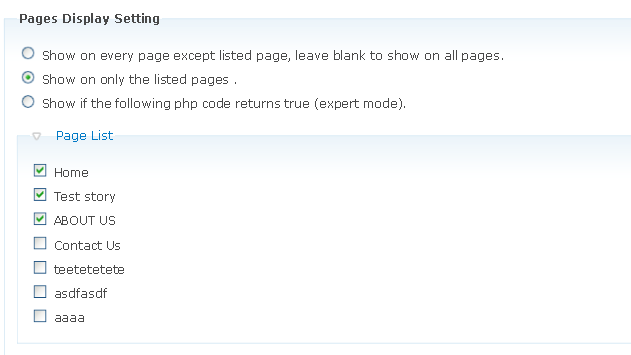 Pages Display Setting
Show on every page except listed page, leave blank to show on all pages.
Show on only the listed pages .
Show if the following php code returns true (expert mode).
Page List
Home
Test story
ABOUT US
Contact Us
teetetetete
asdfasdf
aaaa